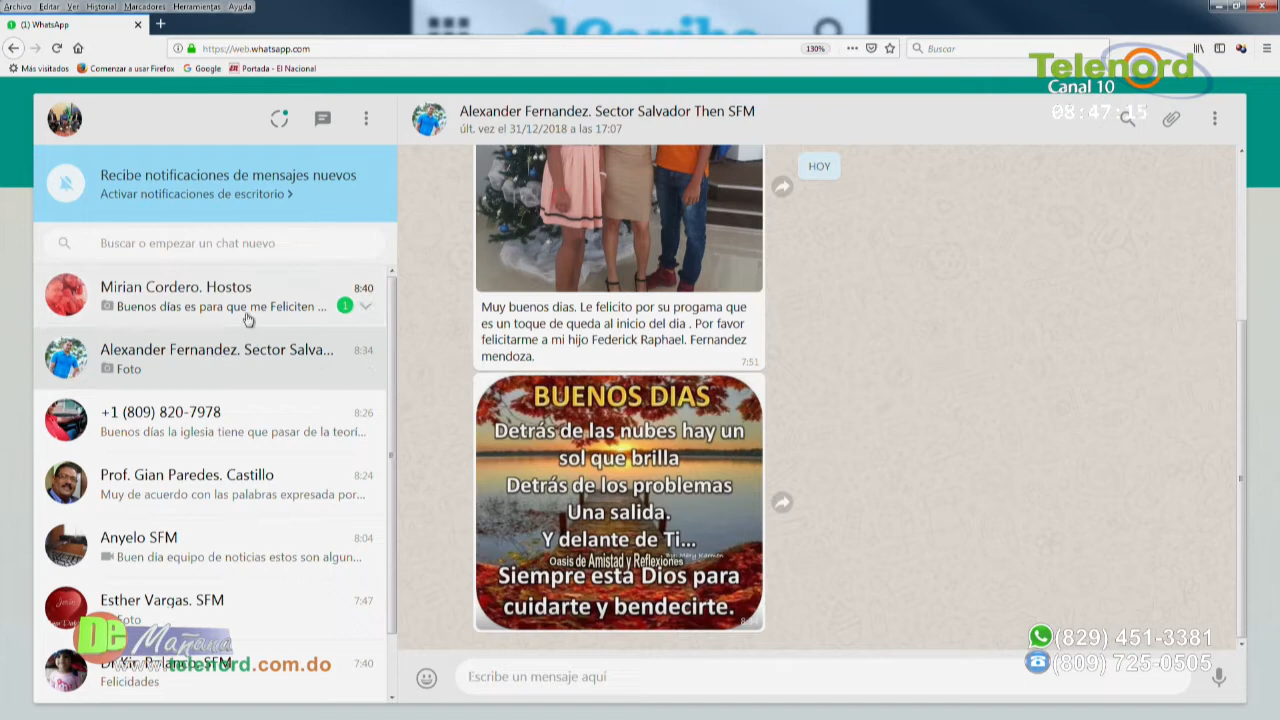 Archivo Editar Ver Historial Marcadores Herramientas Ayuda
(1) WhatsApp
https://web.whatsapp.com
130%
Buscar
Más visitados
Comenzar a usar Firefox
Google
Portada - El Nacional
elCaribe
Telenord
Canal 10
08:47:15
Alexander Fernandez. Sector Salvador Then SFM
últ. vez el 31/12/2018 a las 17:07
Recibe notificaciones de mensajes nuevos
Activar notificaciones de escritorio >
Buscar o empezar un chat nuevo
Mirian Cordero. Hostos
8:40
Buenos días es para que me Feliciten ...
1
Alexander Fernandez. Sector Salva...
8:34
Foto
+1 (809) 820-7978
8:26
Buenos días la iglesia tiene que pasar de la teorí...
Prof. Gian Paredes. Castillo
8:24
Muy de acuerdo con las palabras expresada por...
Anyelo SFM
8:04
Buen dia equipo de noticias estos son algun...
Esther Vargas. SFM
7:47
Foto
7:40
Felicidades
De Mañana
www.telenord.com.do
HOY
Muy buenos dias. Le felicito por su progama que
es un toque de queda al inicio del dia . Por favor
felicitarme a mi hijo Federick Raphael. Fernandez
mendoza.
7:51
BUENOS DIAS
Detrás de las nubes hay un
sol que brilla
Detrás de los problemas
Una salida.
Y delante de Ti...
Oasis de Amistad y Reflexiones
Siempre esta Dios para
cuidarte y bendecirte.
Escribe un mensaje aquí
(829) 451-3381
(809) 725-0505